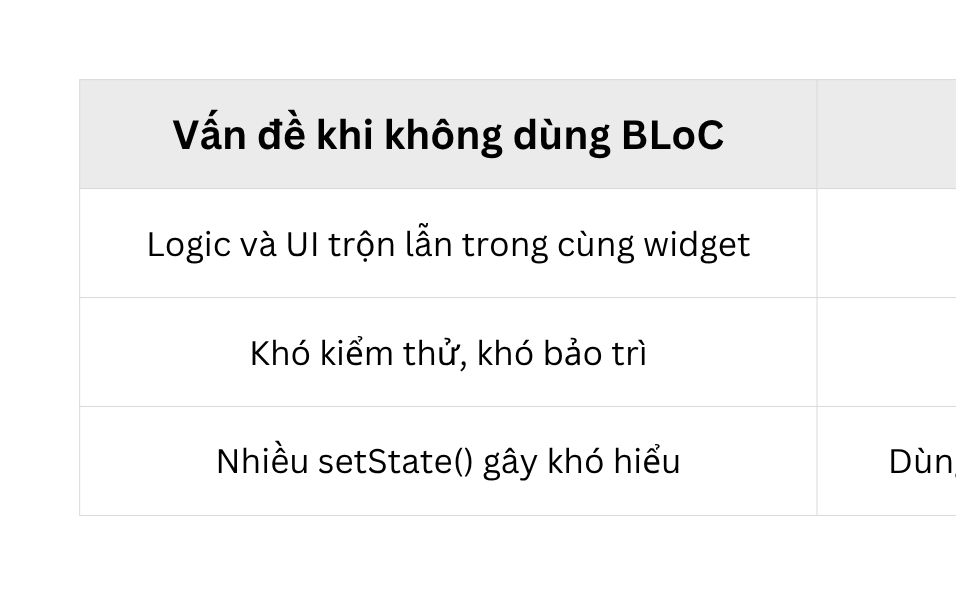 Vấn đề khi không dùng BLoC
Logic và UI trộn lẫn trong cùng widget
Khó kiểm thử, khó bảo trì
Nhiều setState() gây khó hiểu